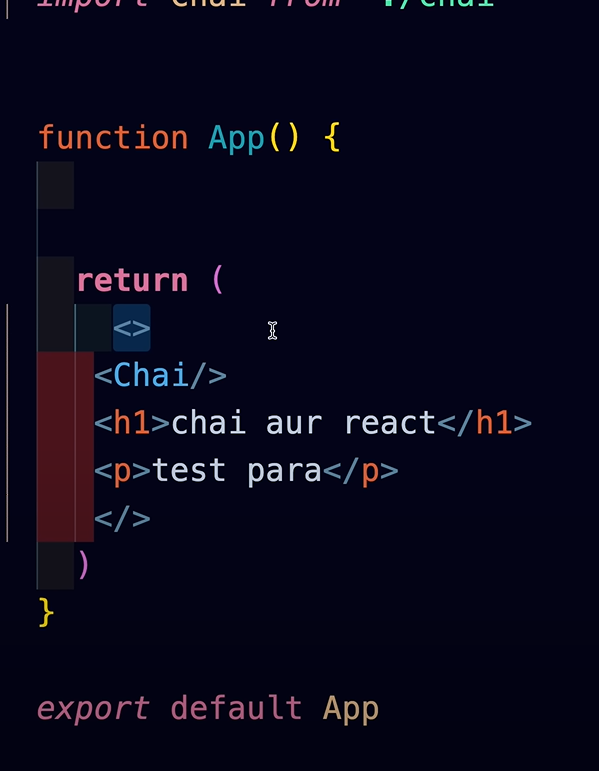 import Chai from './chai
function App() {
return (
<>
<Chai/>
<h1>chai aur react</h1>
<p>test para</p>
</>
)
}
export default App